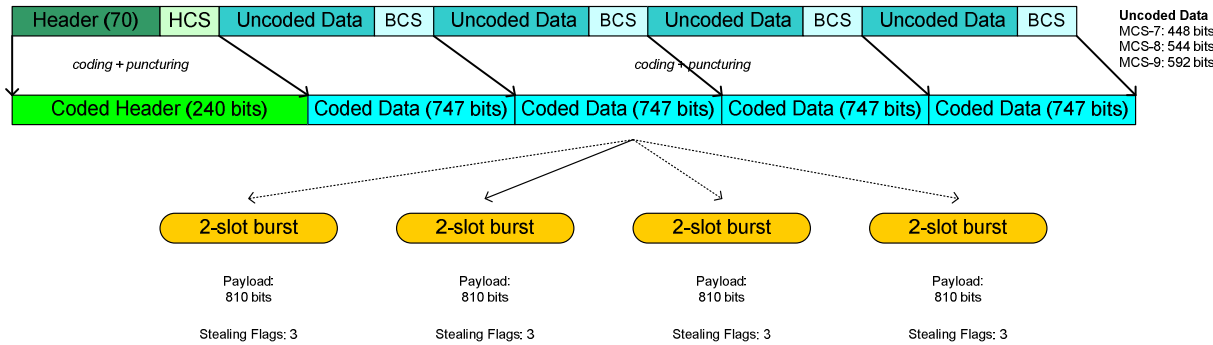 Header (70) HCS Uncoded Data BCS Uncoded Data BCS Uncoded Data BCS Uncoded Data BCS
Uncoded Data
MCS-7: 448 bits
MCS-8: 544 bits
MCS-9: 592 bits
coding + puncturing coding + puncturing
Coded Header (240 bits) Coded Data (747 bits) Coded Data (747 bits) Coded Data (747 bits) Coded Data (747 bits)
2-slot burst 2-slot burst 2-slot burst 2-slot burst
Payload: Payload: Payload: Payload:
810 bits 810 bits 810 bits 810 bits
Stealing Flags: 3 Stealing Flags: 3 Stealing Flags: 3 Stealing Flags: 3